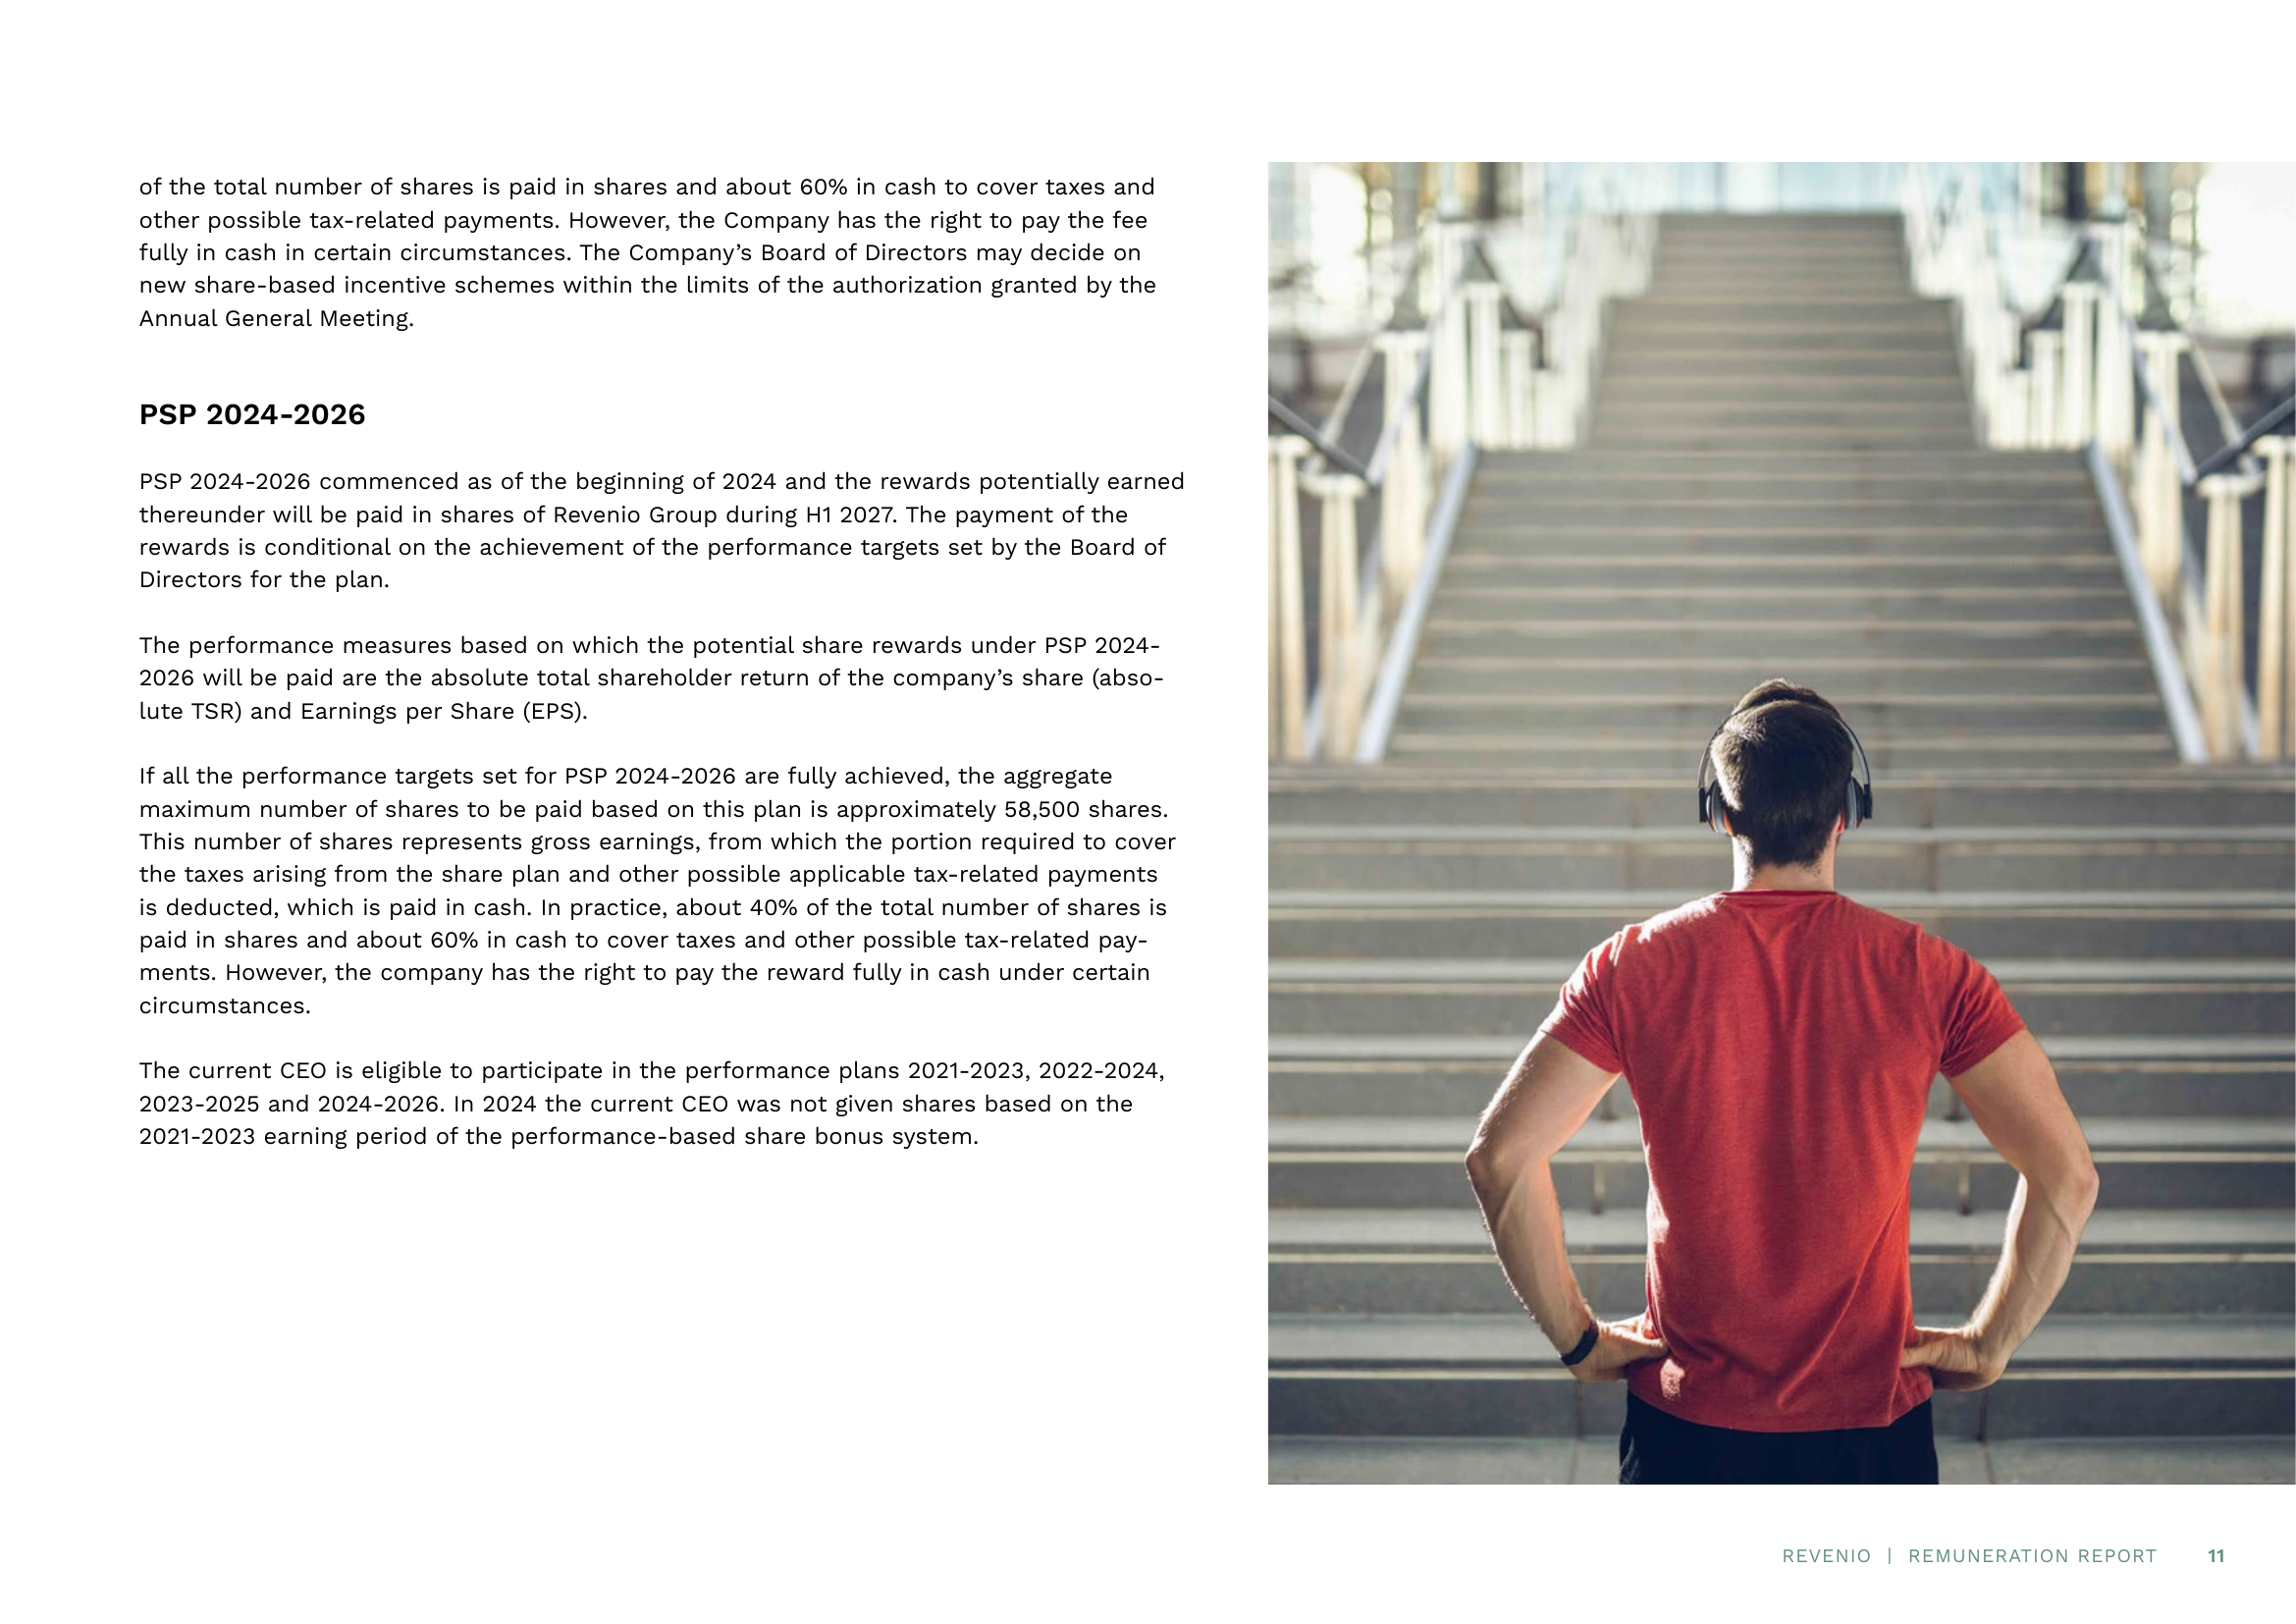 of the total number of shares is paid in shares and about 60% in cash to cover taxes and
other possible tax-related payments. However, the Company has the right to pay the fee
fully in cash in certain circumstances. The Company’s Board of Directors may decide on
new share-based incentive schemes within the limits of the authorization granted by the
Annual General Meeting.
PSP 2024-2026
PSP 2024-2026 commenced as of the beginning of 2024 and the rewards potentially earned
thereunder will be paid in shares of Revenio Group during H1 2027. The payment of the
rewards is conditional on the achievement of the performance targets set by the Board of
Directors for the plan.
The performance measures based on which the potential share rewards under PSP 2024-
2026 will be paid are the absolute total shareholder return of the company’s share (abso-
lute TSR) and Earnings per Share (EPS).
If all the performance targets set for PSP 2024-2026 are fully achieved, the aggregate
maximum number of shares to be paid based on this plan is approximately 58,500 shares.
This number of shares represents gross earnings, from which the portion required to cover
the taxes arising from the share plan and other possible applicable tax-related payments
is deducted, which is paid in cash. In practice, about 40% of the total number of shares is
paid in shares and about 60% in cash to cover taxes and other possible tax-related pay-
ments. However, the company has the right to pay the reward fully in cash under certain
circumstances.
The current CEO is eligible to participate in the performance plans 2021-2023, 2022-2024,
2023-2025 and 2024-2026. In 2024 the current CEO was not given shares based on the
2021-2023 earning period of the performance-based share bonus system.
REVENIO | REMUNERATION REPORT 11